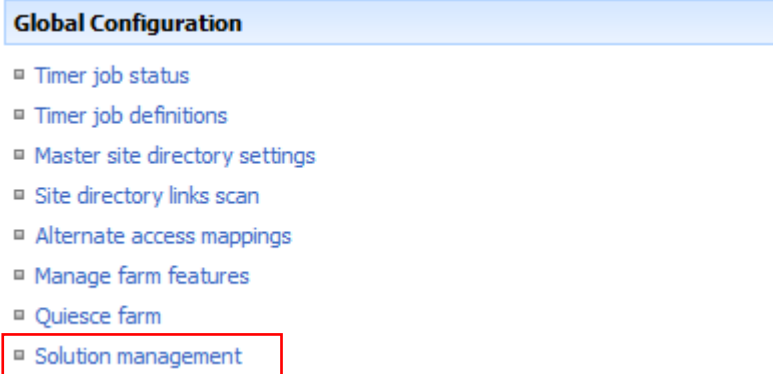 Global Configuration
Timer job status
Timer job definitions
Master site directory settings
Site directory links scan
Alternate access mappings
Manage farm features
Quiesce farm
Solution management